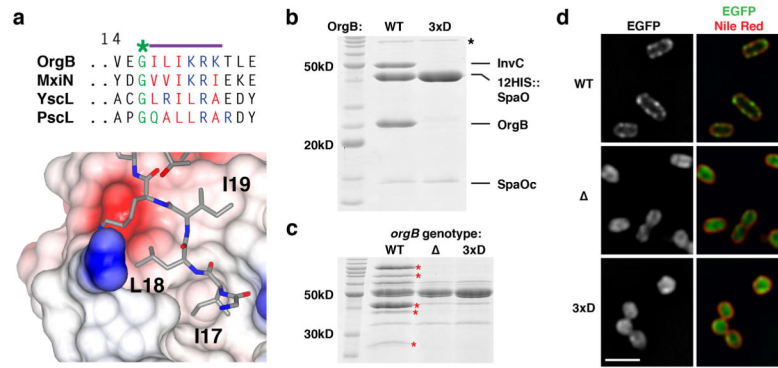 a
14
*
OrgB ..VEGILIKRKTLE
MxiN ..YDGVVIKRIEKE
YscL ..ACGLRILRAEDY
PscL ..PGQALLRARDY
I19
L18
I17
b
OrgB: WT 3xD
*
50kD
InvC
12HIS::
SpaO
OrgB
20kD
SpaOc
c
orgB genotype:
WT Δ 3xD
*
*
50kD
*
*
30kD
*
d
EGFP
EGFP Nile Red
WT
Δ
3xD